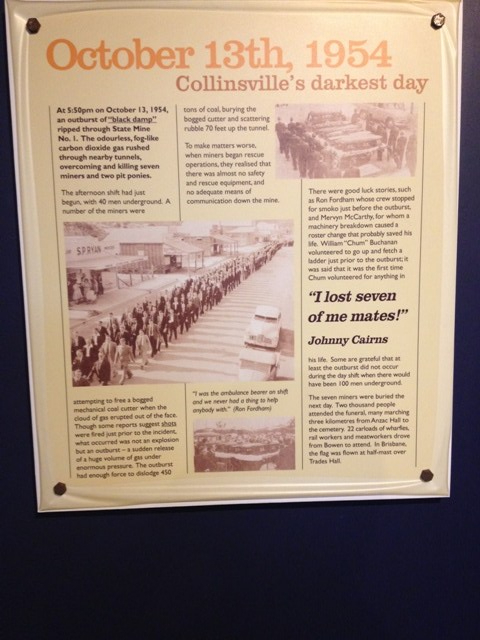 October 13th, 1954
Collinsville's darkest day
At 5:50pm on October 13, 1954,
an outburst of "black damp"
ripped through State Mine
No. 1. The odourless, fog-like
carbon dioxide gas rushed
through nearby tunnels,
overcoming and killing seven
miners and two pit ponies.
The afternoon shift had just
begun, with 40 men underground. A
number of the miners were
attempting to free a bogged
mechanical coal cutter when the
cloud of gas erupted out of the face.
Though some reports suggest shots
were fired just prior to the incident,
what occurred was not an explosion
but an outburst – a sudden release
of a huge volume of gas under
enormous pressure. The outburst
had enough force to dislodge 450
tons of coal, burying the
bogged cutter and scattering
rubble 70 feet up the tunnel.
To make matters worse,
when miners began rescue
operations, they realised that
there was almost no safety
and rescue equipment, and
no adequate means of
communication down the mine.
S.P. RYAN
"I was the ambulance bearer on shift
and we never had a thing to help
anybody with." (Ron Fordham)
There were good luck stories, such
as Ron Fordham whose crew stopped
for smoko just before the outburst,
and Mervyn McCarthy, for whom a
machinery breakdown caused a
roster change that probably saved his
life. William "Chum" Buchanan
volunteered to go up and fetch a
ladder just prior to the outburst; it
was said that it was the first time
Chum volunteered for anything in
"I lost seven
of me mates!"
Johnny Cairns
his life. Some are grateful that at
least the outburst did not occur
during the day shift when there would
have been 100 men underground.
The seven miners were buried the
next day. Two thousand people
attended the funeral, many marching
three kilometres from Anzac Hall to
the cemetery. 22 carloads of wharfies,
rail workers and meatworkers drove
from Bowen to attend. In Brisbane,
the flag was flown at half-mast over
Trades Hall.